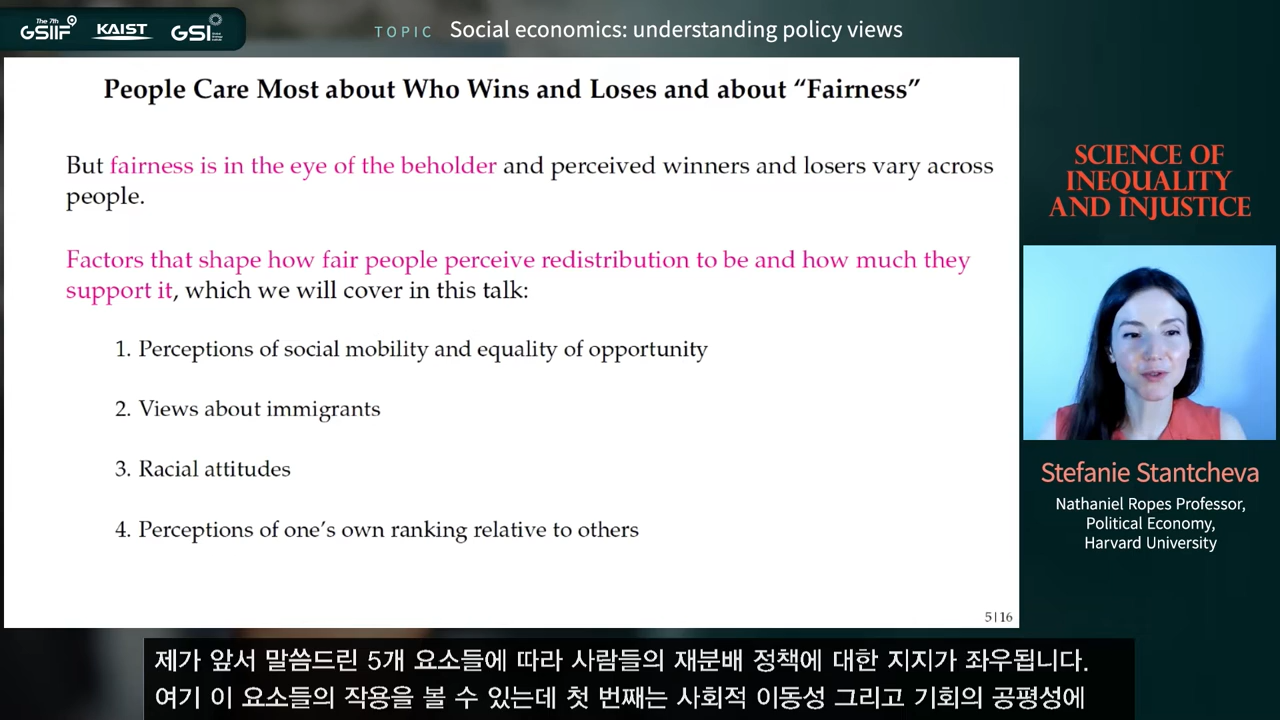 The 7th
GSIIF
KAIST
GSI
TOPIC Social economics: understanding policy views
People Care Most about Who Wins and Loses and about “Fairness”
But fairness is in the eye of the beholder and perceived winners and losers vary across
people.
Factors that shape how fair people perceive redistribution to be and how much they
support it, which we will cover in this talk:
1. Perceptions of social mobility and equality of opportunity
2. Views about immigrants
3. Racial attitudes
4. Perceptions of one’s own ranking relative to others
5|16
SCIENCE OF
INEQUALITY
AND INJUSTICE
Stefanie Stantcheva
Nathaniel Ropes Professor,
Political Economy,
Harvard University
제가 앞서 말씀드린 5개 요소들에 따라 사람들의 재분배 정책에 대한 지지가 좌우됩니다.
여기 이 요소들의 작용을 볼 수 있는데 첫 번째는 사회적 이동성 그리고 기회의 공평성에